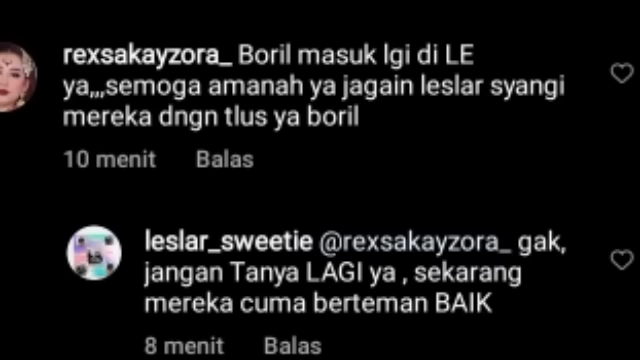 rexsakayzora_ Boril masuk lgi di LE
ya,,,semoga amanah ya jagain leslar syangi
mereka dngn tlus ya boril
10 menit Balas
leslar_sweetie @rexsakayzora_ gak,
jangan Tanya LAGI ya , sekarang
mereka cuma berteman BAIK
8 menit Balas